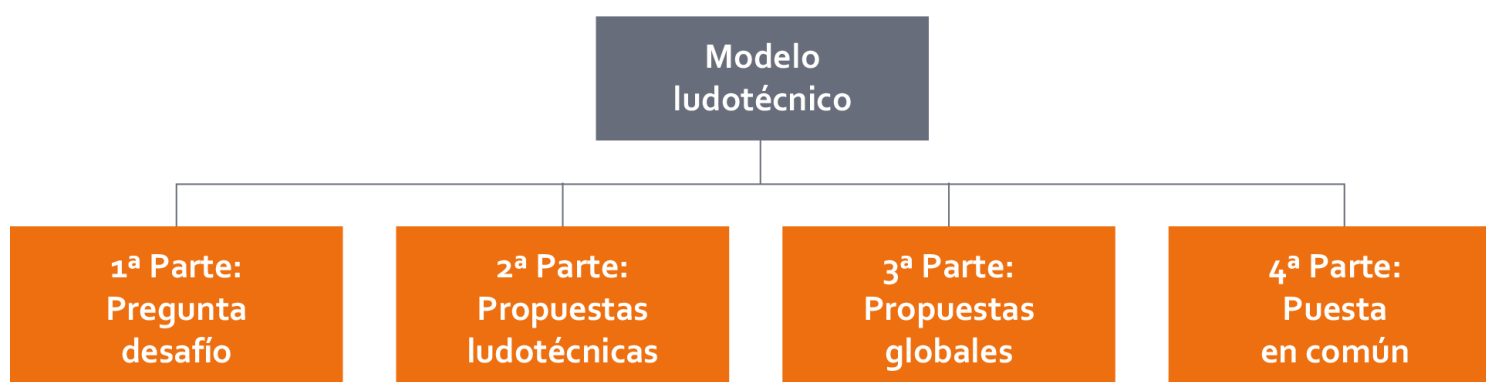 Modelo
ludotécnico
1ª Parte:
Pregunta
desafío
2ª Parte:
Propuestas
ludotécnicas
3ª Parte:
Propuestas
globales
4ª Parte:
Puesta
en común